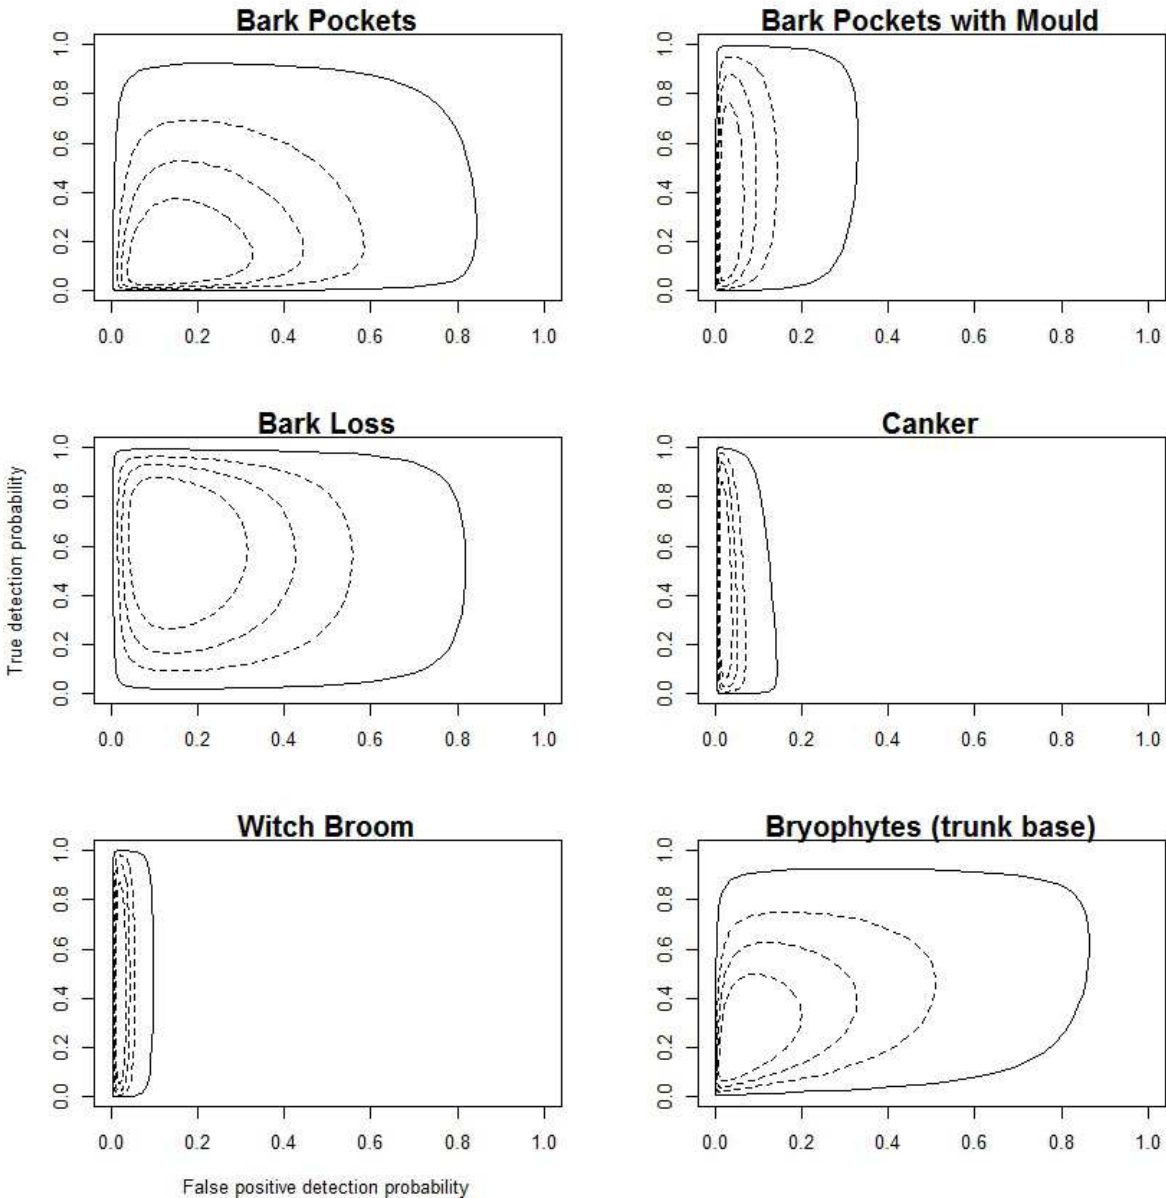 Bark Pockets
Bark Pockets with Mould
1.0
0.8
0.6
0.4
0.2
0.0
0.0 0.2 0.4 0.6 0.8 1.0
1.0
0.8
0.6
0.4
0.2
0.0
0.0 0.2 0.4 0.6 0.8 1.0
Bark Loss
Canker
True detection probability
1.0
0.8
0.6
0.4
0.2
0.0
0.0 0.2 0.4 0.6 0.8 1.0
1.0
0.8
0.6
0.4
0.2
0.0
0.0 0.2 0.4 0.6 0.8 1.0
Witch Broom
Bryophytes (trunk base)
1.0
0.8
0.6
0.4
0.2
0.0
0.0 0.2 0.4 0.6 0.8 1.0
1.0
0.8
0.6
0.4
0.2
0.0
0.0 0.2 0.4 0.6 0.8 1.0
False positive detection probability